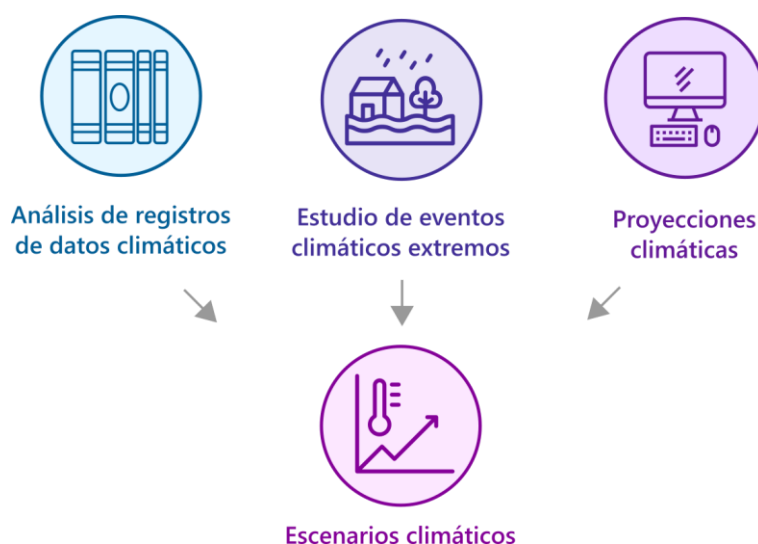 Análisis de registros
de datos climáticos
Estudio de eventos
climáticos extremos
Proyecciones
climáticas
Escenarios climáticos